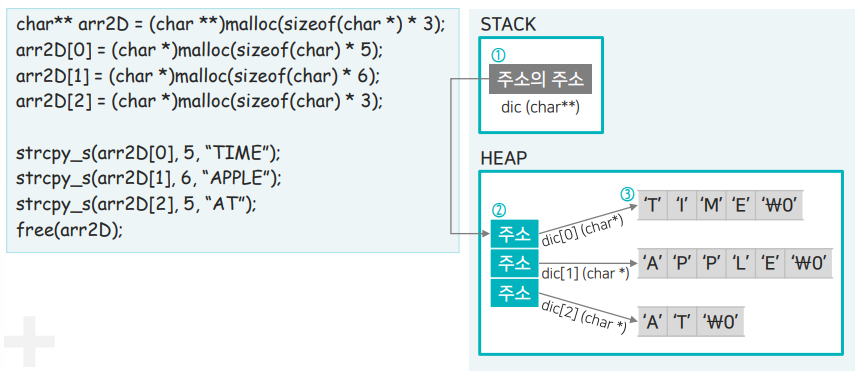 char** arr2D = (char **)malloc(sizeof(char *) * 3);
arr2D[0] = (char *)malloc(sizeof(char) * 5);
arr2D[1] = (char *)malloc(sizeof(char) * 6);
arr2D[2] = (char *)malloc(sizeof(char) * 3);
strcpy_s(arr2D[0], 5, “TIME”);
strcpy_s(arr2D[1], 6, “APPLE”);
strcpy_s(arr2D[2], 5, “AT”);
free(arr2D);
STACK
①
주소의 주소
dic (char**)
HEAP
②
주소
주소
주소
③
dic[0] (char*)
‘T’ ‘I’ ‘M’ ‘E’ ‘₩0’
dic[1] (char *)
‘A’ ‘P’ ‘P’ ‘L’ ‘E’ ‘₩0’
dic[2] (char *)
‘A’ ‘T’ ‘₩0’